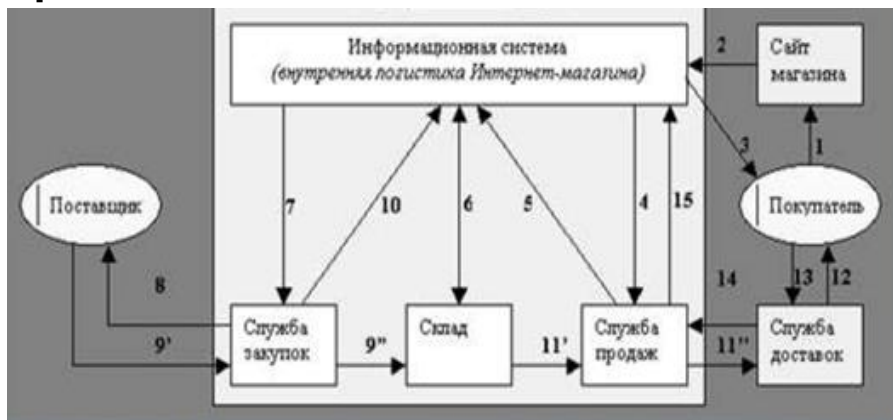 Информационная система
(внутренняя логистика Интернет-магазина)
2
Сайт
магазина
3
1
Поставщик
7
10
6
5
4
15
Покупатель
8
14
13
12
9'
Служба
закупок
9"
Склад
11'
Служба
продаж
11"
Служба
доставок